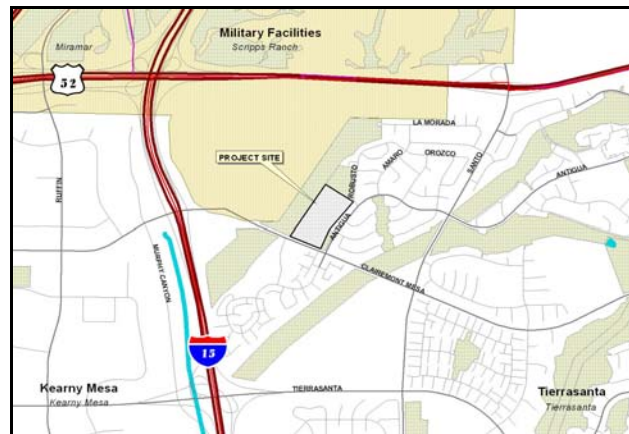 Military Facilities
Scripps Ranch
Miramar
52
LA MORADA
PROJECT SITE
AMARO
OROZCO
ROBUSTO
SANTO
ANTIGUA
RUFFIN
ANTIGUA
MURPHY CANYON
CLAIREMONT MESA
15
Kearny Mesa
Kearny Mesa
TIERRASANTA
Tierrasanta
Tierrasanta